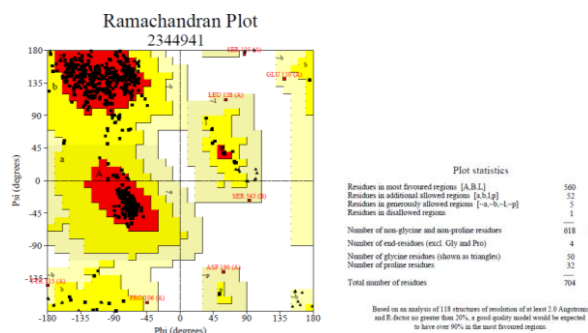 Ramachandran Plot
2344941
180
135
90
45
0
-45
-90
-135
-180
-180 -135 -90 -45 0 45 90 135 180
Psi (degrees)
Phi (degrees)
B
A
L
b
a
l
~p
GLU 110 (A)
LEU 128 (A)
SER 345 (B)
ASP 190 (A)
PRO 106 (A)
Plot statistics
Residues in most favoured regions [A,B,L] 560
Residues in additional allowed regions [a,b,l,p] 52
Residues in generously allowed regions [~a,~b,~l,~p] 5
Residues in disallowed regions 1
----
Number of non-glycine and non-proline residues 618
Number of end-residues (excl. Gly and Pro) 4
Number of glycine residues (shown as triangles) 50
Number of proline residues 32
----
Total number of residues 704
Based on an analysis of 118 structures of resolution of at least 2.0 Angstrom
and R-factor no greater than 20%, a good quality model would be expected
to have over 90% in the most favoured regions.